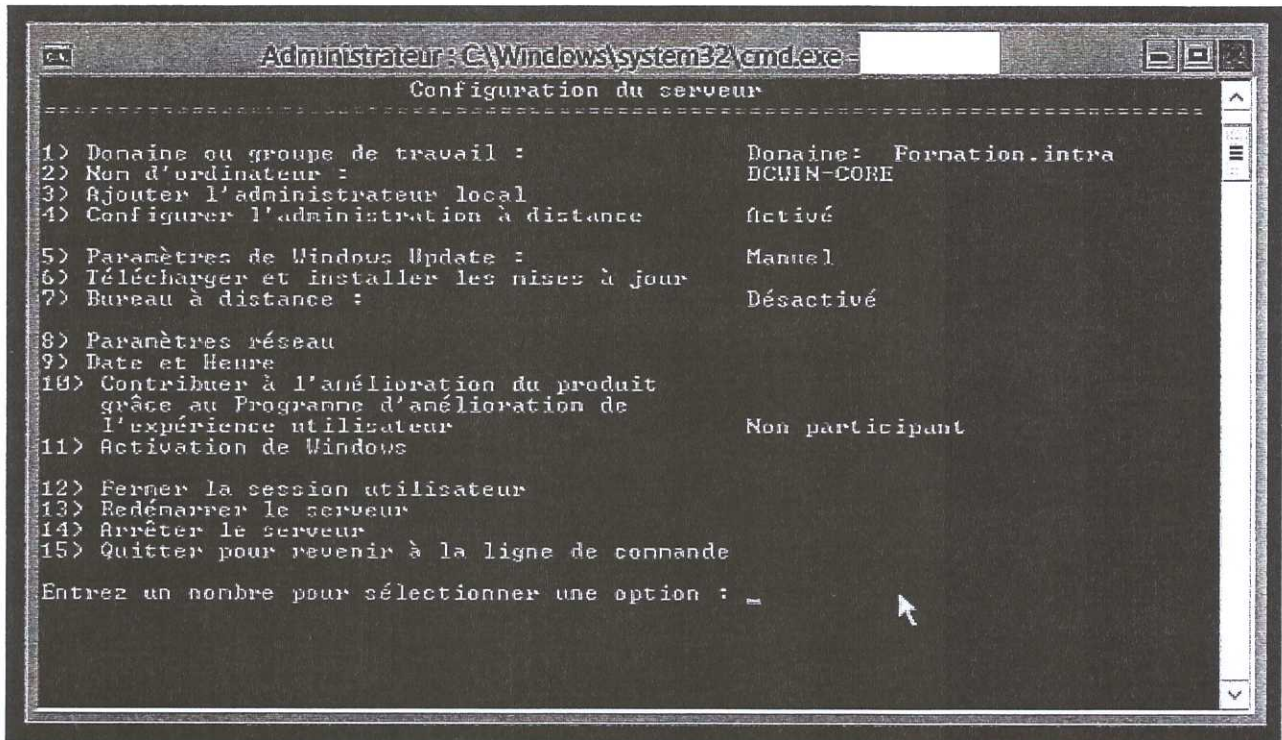 Administrateur : C:\Windows\system32\cmd.exe -
Configuration du serveur
1) Domaine ou groupe de travail : Domaine: Formation.intra
2) Nom d'ordinateur : DCWIN-CORE
3) Ajouter l'administrateur local
4) Configurer l'administration à distance Activé
5) Paramètres de Windows Update : Manuel
6) Télécharger et installer les mises à jour
7) Bureau à distance : Désactivé
8) Paramètres réseau
9) Date et Heure
10) Contribuer à l'amélioration du produit
grâce au Programme d'amélioration de
l'expérience utilisateur Non participant
11) Activation de Windows
12) Fermer la session utilisateur
13) Redémarrer le serveur
14) Arrêter le serveur
15) Quitter pour revenir à la ligne de commande
Entrez un nombre pour sélectionner une option : _